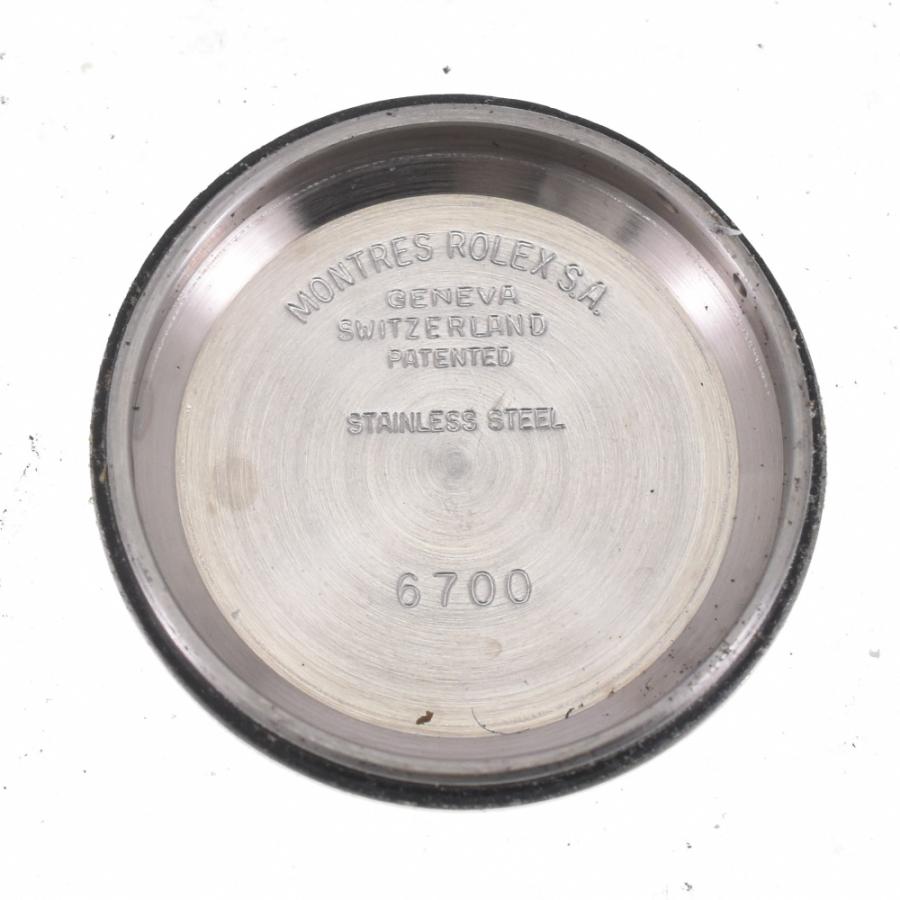 MONTRES ROLEX S.A.
GENEVA
SWITZERLAND
PATENTED
STAINLESS STEEL
6700